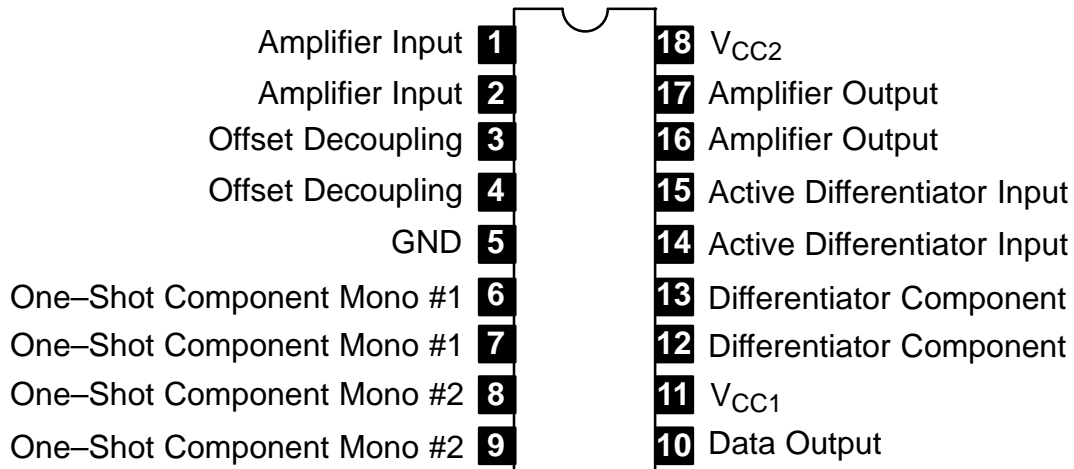 Amplifier Input 1
Amplifier Input 2
Offset Decoupling 3
Offset Decoupling 4
GND 5
One–Shot Component Mono #1 6
One–Shot Component Mono #1 7
One–Shot Component Mono #2 8
One–Shot Component Mono #2 9
18 VCC2
17 Amplifier Output
16 Amplifier Output
15 Active Differentiator Input
14 Active Differentiator Input
13 Differentiator Component
12 Differentiator Component
11 VCC1
10 Data Output